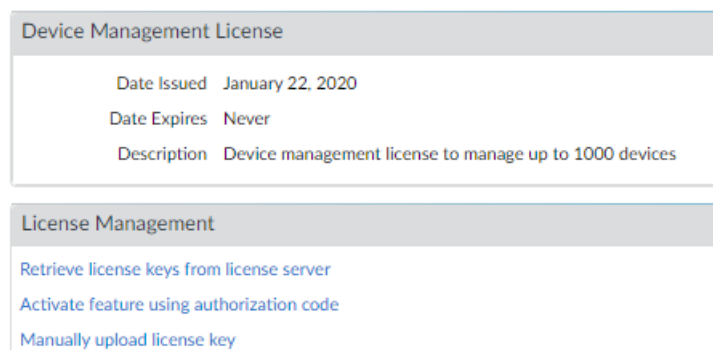 Device Management License
Date Issued January 22, 2020
Date Expires Never
Description Device management license to manage up to 1000 devices
License Management
Retrieve license keys from license server
Activate feature using authorization code
Manually upload license key